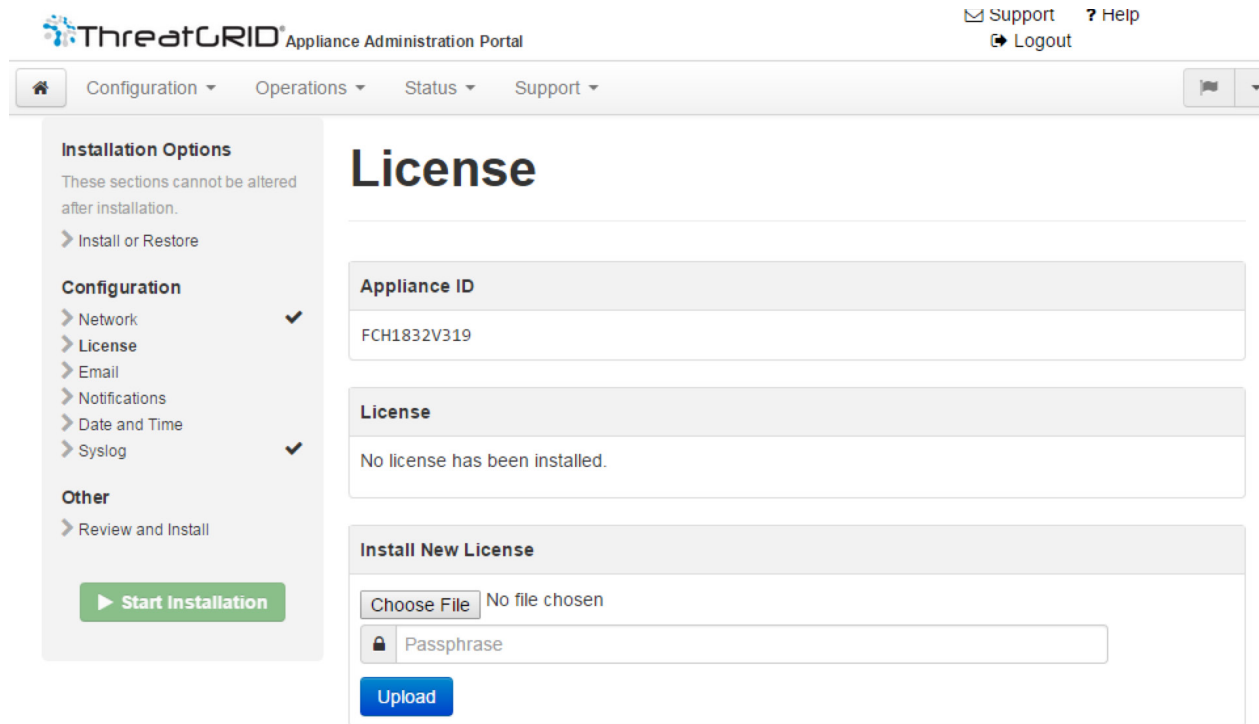 ThreatGRID® Appliance Administration Portal
Support ? Help
Logout
Configuration Operations Status Support
Installation Options
These sections cannot be altered
after installation.
Install or Restore
Configuration
Network
License
Email
Notifications
Date and Time
Syslog
Other
Review and Install
Start Installation
License
Appliance ID
FCH1832V319
License
No license has been installed.
Install New License
Choose File No file chosen
Passphrase
Upload